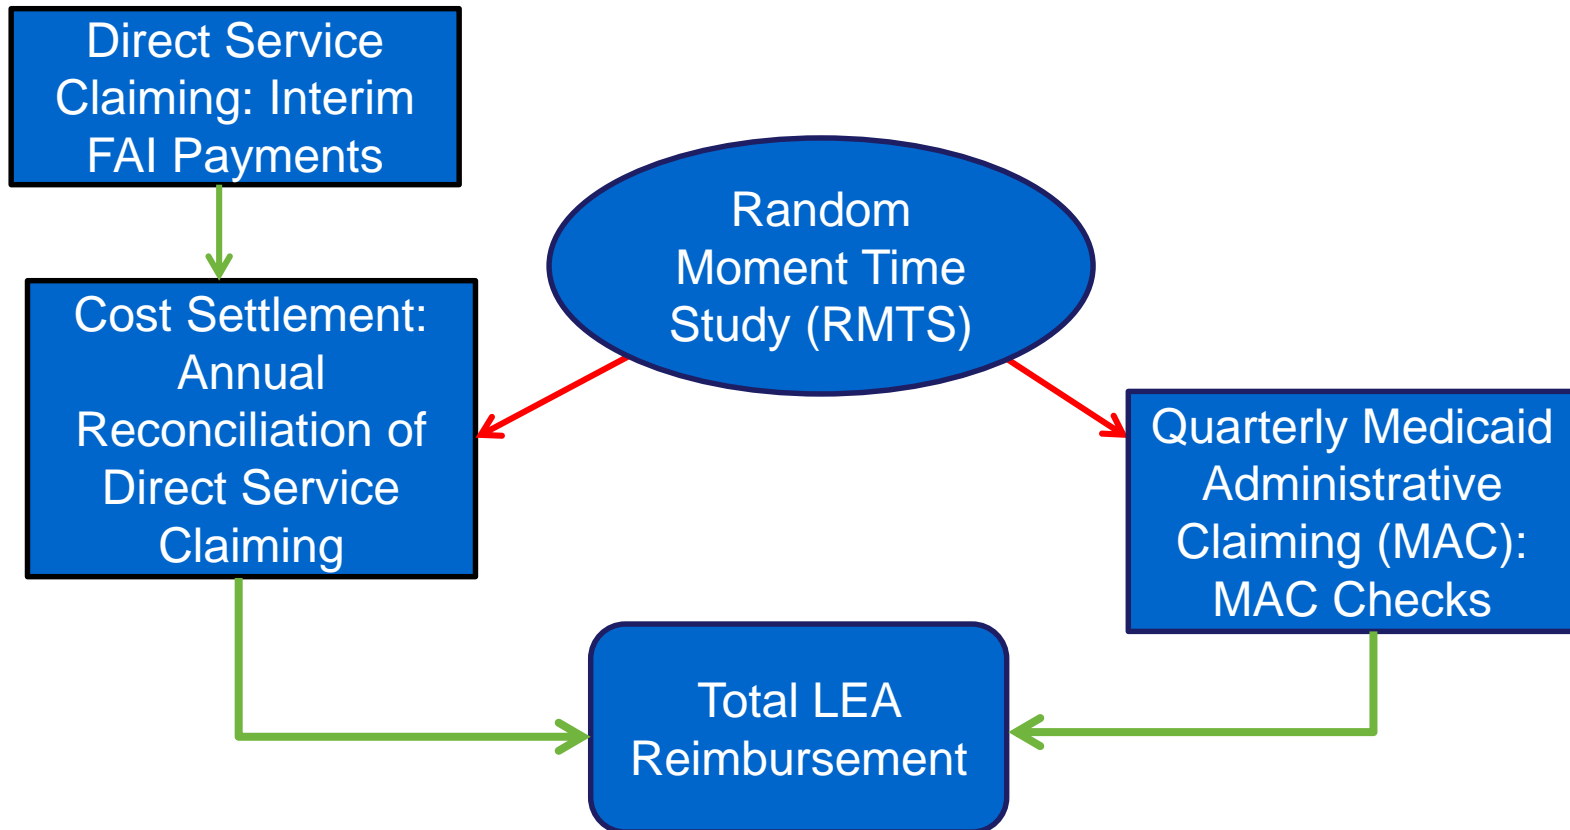 Direct Service
Claiming: Interim
FAI Payments
Random
Moment Time
Study (RMTS)
Cost Settlement:
Annual
Reconciliation of
Direct Service
Claiming
Quarterly Medicaid
Administrative
Claiming (MAC):
MAC Checks
Total LEA
Reimbursement